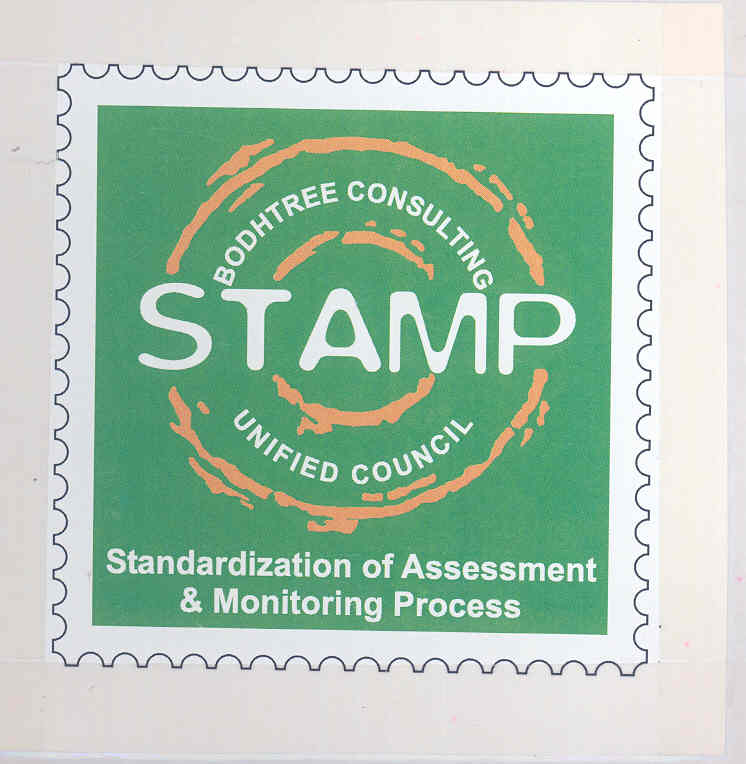 BODHTREE CONSULTING
STAMP
UNIFIED COUNCIL
Standardization of Assessment
& Monitoring Process